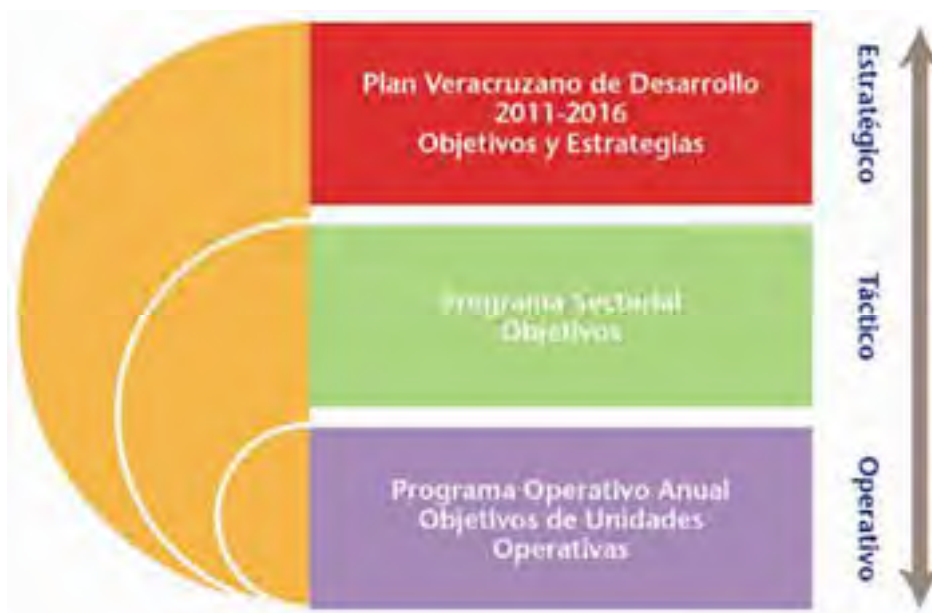 Plan Veracruzano de Desarrollo
2011-2016
Objetivos y Estrategias
Estratégico
Programa Sectorial
Objetivos
Táctico
Programa Operativo Anual
Objetivos de Unidades
Operativas
Operativo